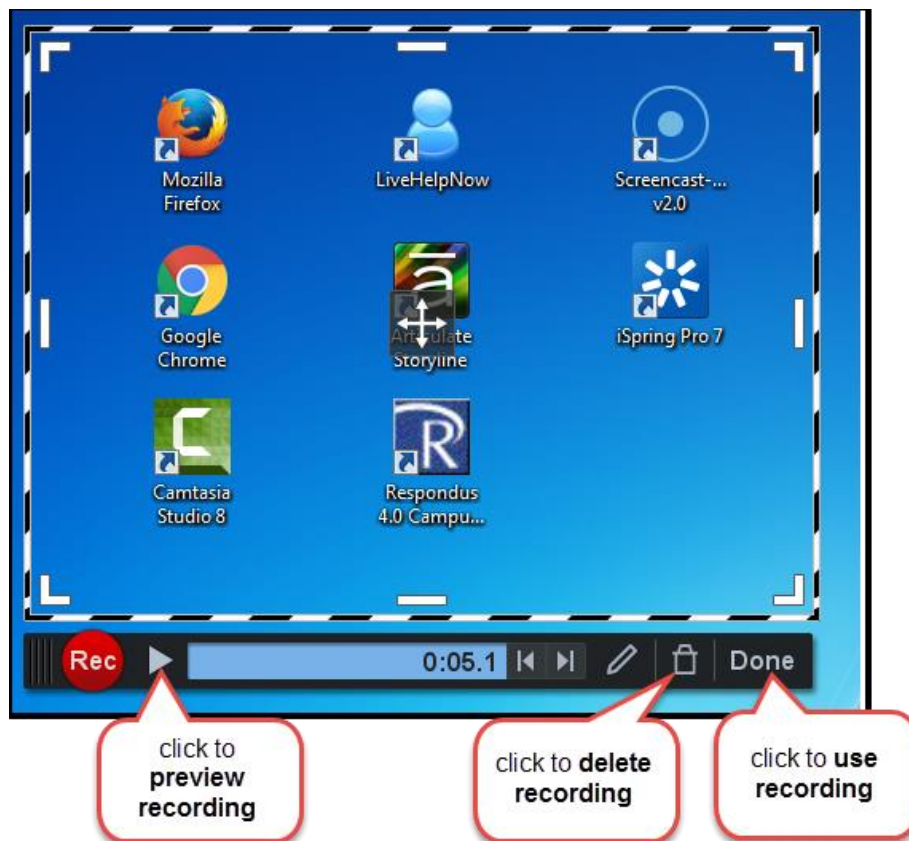 Mozilla
Firefox
LiveHelpNow
Screencast-...
v2.0
Google
Chrome
Articulate
Storyline
iSpring Pro 7
Camtasia
Studio 8
Respondus
4.0 Campu...
Rec
0:05.1
Done
click to
preview
recording
click to delete
recording
click to use
recording